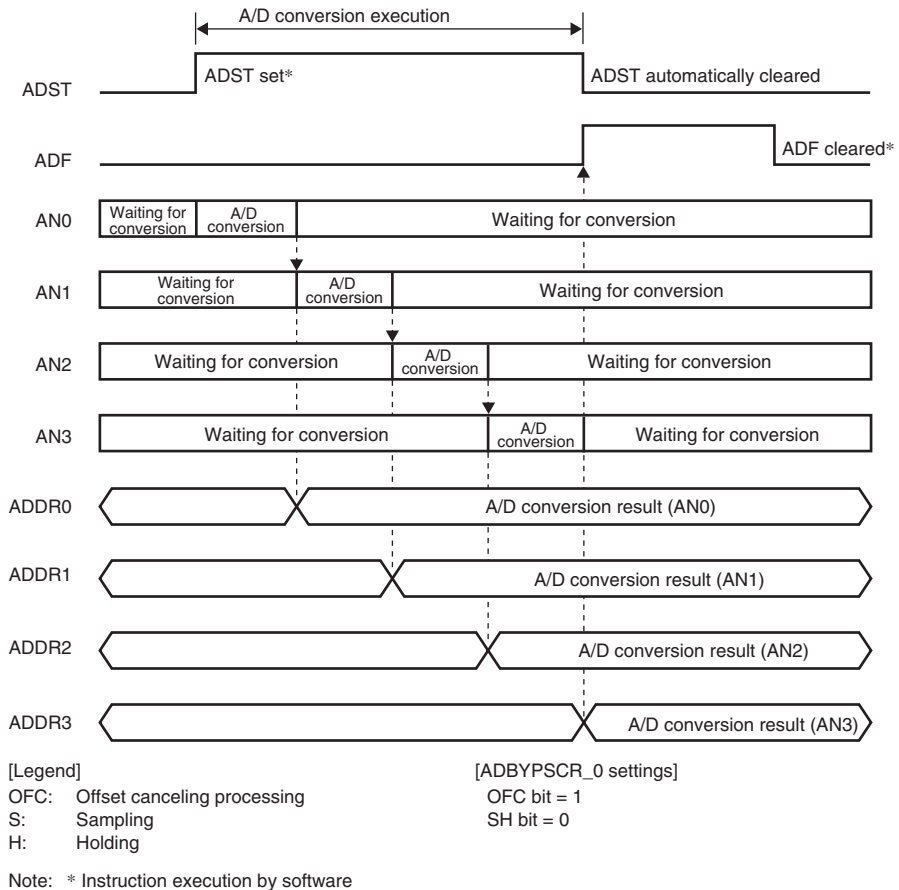 A/D conversion execution
ADST
ADST set*
ADST automatically cleared
ADF
ADF cleared*
AN0
Waiting for
conversion
A/D
conversion
Waiting for conversion
AN1
Waiting for
conversion
A/D
conversion
Waiting for conversion
AN2
Waiting for conversion
A/D
conversion
Waiting for conversion
AN3
Waiting for conversion
A/D
conversion
Waiting for conversion
ADDR0
A/D conversion result (AN0)
ADDR1
A/D conversion result (AN1)
ADDR2
A/D conversion result (AN2)
ADDR3
A/D conversion result (AN3)
[Legend]
OFC: Offset canceling processing
S: Sampling
H: Holding
[ADBYPSCR_0 settings]
OFC bit = 1
SH bit = 0
Note: * Instruction execution by software